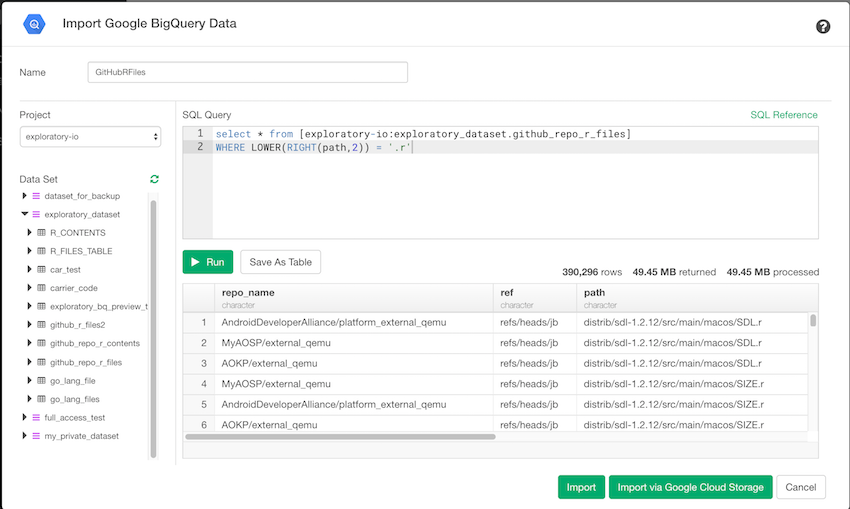 Import Google BigQuery Data
?
Name
GitHubRFiles
Project
exploratory-io
Data Set
dataset_for_backup
exploratory_dataset
R_CONTENTS
R_FILES_TABLE
car_test
carrier_code
exploratory_bq_preview_t
github_r_files2
github_repo_r_contents
github_repo_r_files
go_lang_file
go_lang_files
full_access_test
my_private_dataset
SQL Query
SQL Reference
1 select * from [exploratory-io:exploratory_dataset.github_repo_r_files]
2 WHERE LOWER(RIGHT(path,2)) = '.r'
Run
Save As Table
390,296 rows 49.45 MB returned 49.45 MB processed
repo_name ref path
character character character
1 AndroidDeveloperAlliance/platform_external_qemu refs/heads/jb distrib/sdl-1.2.12/src/main/macos/SDL.r
2 MyAOSP/external_qemu refs/heads/jb distrib/sdl-1.2.12/src/main/macos/SDL.r
3 AOKP/external_qemu refs/heads/jb distrib/sdl-1.2.12/src/main/macos/SDL.r
4 MyAOSP/external_qemu refs/heads/jb distrib/sdl-1.2.12/src/main/macos/SIZE.r
5 AndroidDeveloperAlliance/platform_external_qemu refs/heads/jb distrib/sdl-1.2.12/src/main/macos/SIZE.r
6 AOKP/external_qemu refs/heads/jb distrib/sdl-1.2.12/src/main/macos/SIZE.r
Import
Import via Google Cloud Storage
Cancel